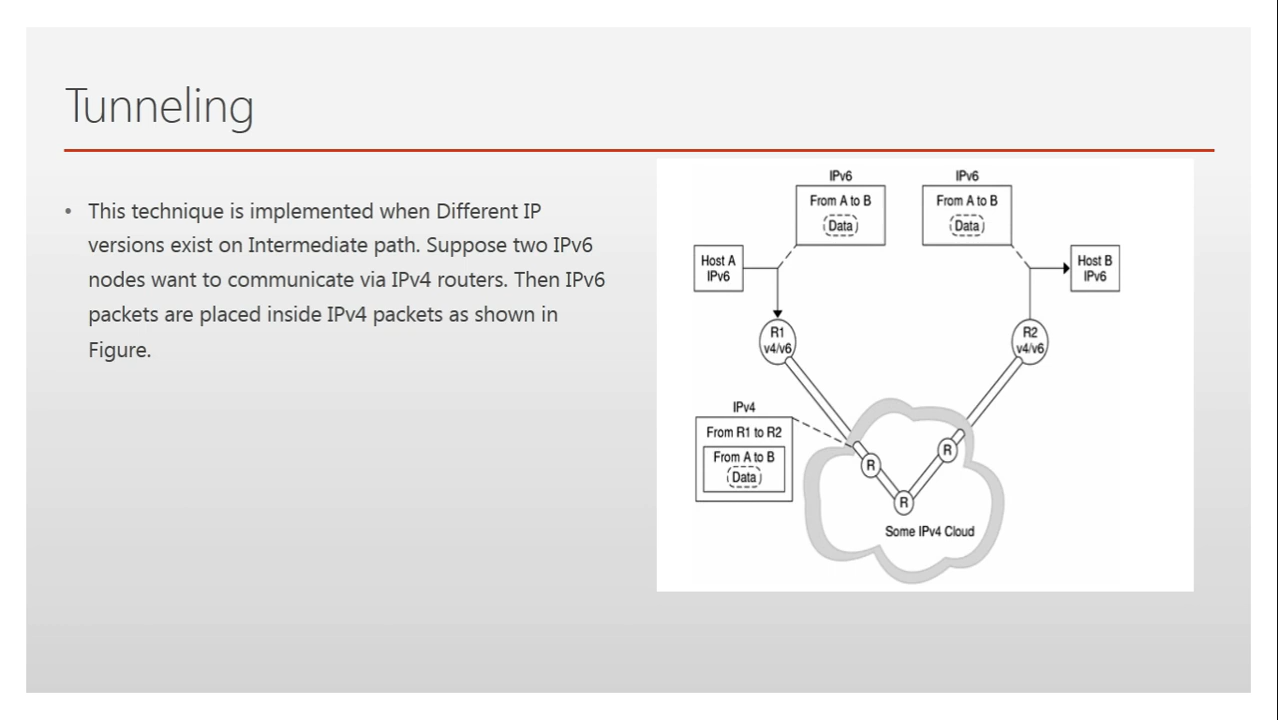 Tunneling
• This technique is implemented when Different IP
versions exist on Intermediate path. Suppose two IPv6
nodes want to communicate via IPv4 routers. Then IPv6
packets are placed inside IPv4 packets as shown in
Figure.
IPv6
From A to B
(Data)
IPv6
From A to B
(Data)
Host A
IPv6
Host B
IPv6
R1
v4/v6
R2
v4/v6
IPv4
From R1 to R2
From A to B
(Data)
R
R
R
Some IPv4 Cloud